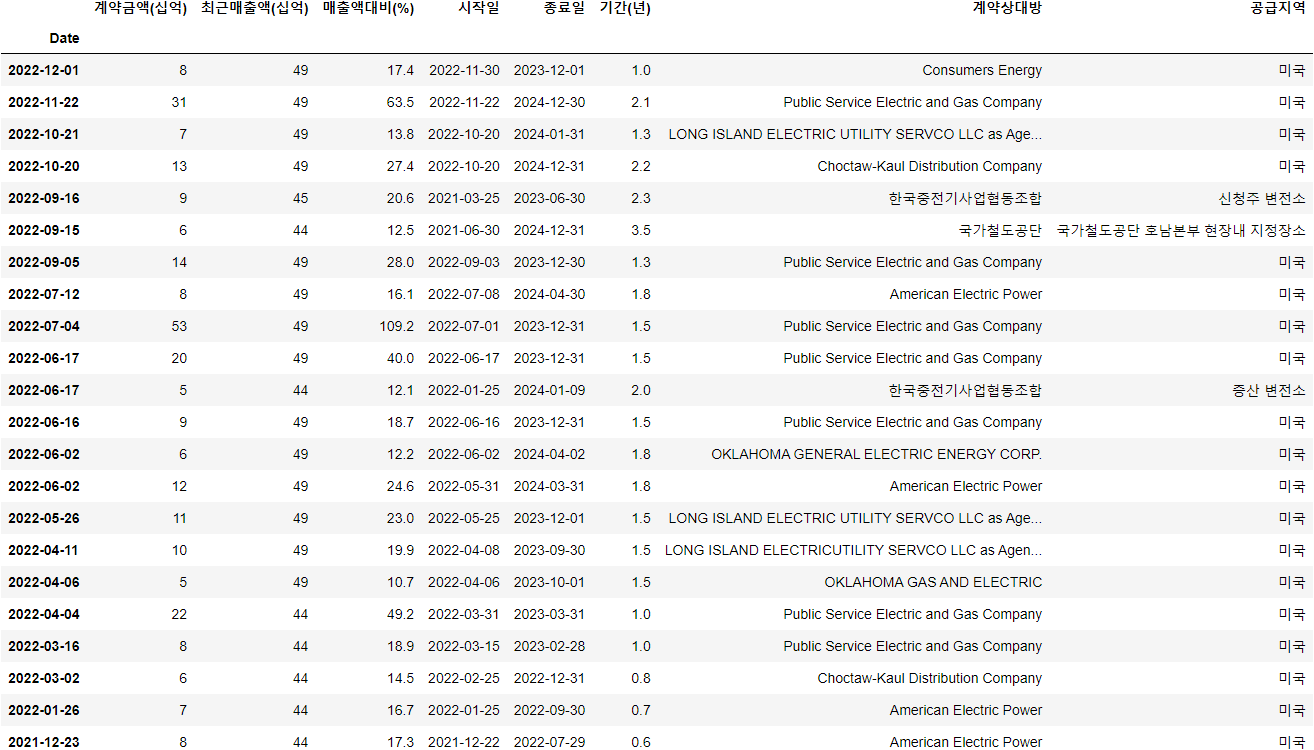 계약금액(십억) 최근매출액(십억) 매출액대비(%) 시작일 종료일 기간(년) 계약상대방 공급지역
Date
2022-12-01 8 49 17.4 2022-11-30 2023-12-01 1.0 Consumers Energy 미국
2022-11-22 31 49 63.5 2022-11-22 2024-12-30 2.1 Public Service Electric and Gas Company 미국
2022-10-21 7 49 13.8 2022-10-20 2024-01-31 1.3 LONG ISLAND ELECTRIC UTILITY SERVCO LLC as Age... 미국
2022-10-20 13 49 27.4 2022-10-20 2024-12-31 2.2 Choctaw-Kaul Distribution Company 미국
2022-09-16 9 45 20.6 2021-03-25 2023-06-30 2.3 한국중전기사업협동조합 신청주 변전소
2022-09-15 6 44 12.5 2021-06-30 2024-12-31 3.5 국가철도공단 국가철도공단 호남본부 현장내 지정장소
2022-09-05 14 49 28.0 2022-09-03 2023-12-30 1.3 Public Service Electric and Gas Company 미국
2022-07-12 8 49 16.1 2022-07-08 2024-04-30 1.8 American Electric Power 미국
2022-07-04 53 49 109.2 2022-07-01 2023-12-31 1.5 Public Service Electric and Gas Company 미국
2022-06-17 20 49 40.0 2022-06-17 2023-12-31 1.5 Public Service Electric and Gas Company 미국
2022-06-17 5 44 12.1 2022-01-25 2024-01-09 2.0 한국중전기사업협동조합 증산 변전소
2022-06-16 9 49 18.7 2022-06-16 2023-12-31 1.5 Public Service Electric and Gas Company 미국
2022-06-02 6 49 12.2 2022-06-02 2024-04-02 1.8 OKLAHOMA GENERAL ELECTRIC ENERGY CORP. 미국
2022-06-02 12 49 24.6 2022-05-31 2024-03-31 1.8 American Electric Power 미국
2022-05-26 11 49 23.0 2022-05-25 2023-12-01 1.5 LONG ISLAND ELECTRIC UTILITY SERVCO LLC as Age... 미국
2022-04-11 10 49 19.9 2022-04-08 2023-09-30 1.5 LONG ISLAND ELECTRICUTILITY SERVCO LLC as Agen... 미국
2022-04-06 5 49 10.7 2022-04-06 2023-10-01 1.5 OKLAHOMA GAS AND ELECTRIC 미국
2022-04-04 22 44 49.2 2022-03-31 2023-03-31 1.0 Public Service Electric and Gas Company 미국
2022-03-16 8 44 18.9 2022-03-15 2023-02-28 1.0 Public Service Electric and Gas Company 미국
2022-03-02 6 44 14.5 2022-02-25 2022-12-31 0.8 Choctaw-Kaul Distribution Company 미국
2022-01-26 7 44 16.7 2022-01-25 2022-09-30 0.7 American Electric Power 미국
2021-12-23 8 44 17.3 2021-12-22 2022-07-29 0.6 American Electric Power 미국